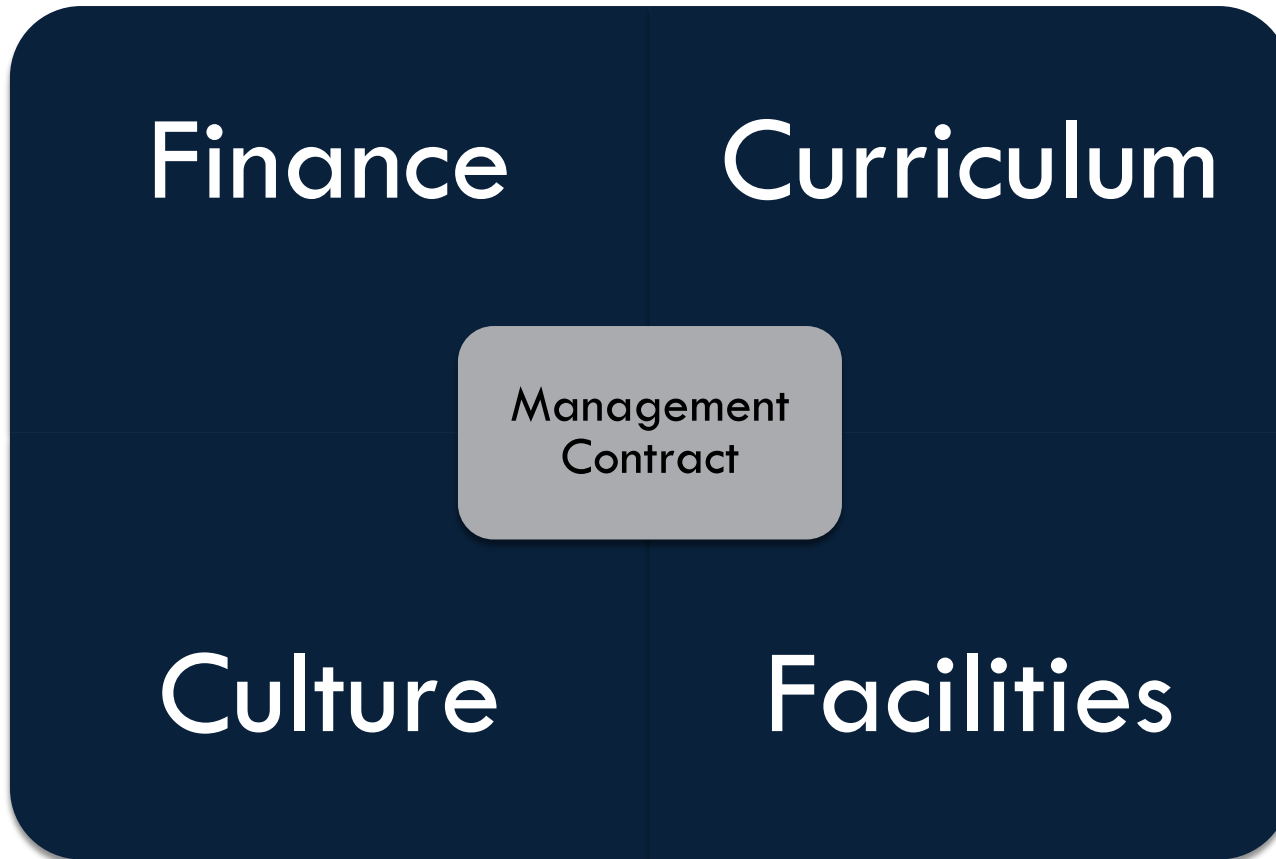 Finance
Curriculum
Management
Contract
Culture
Facilities